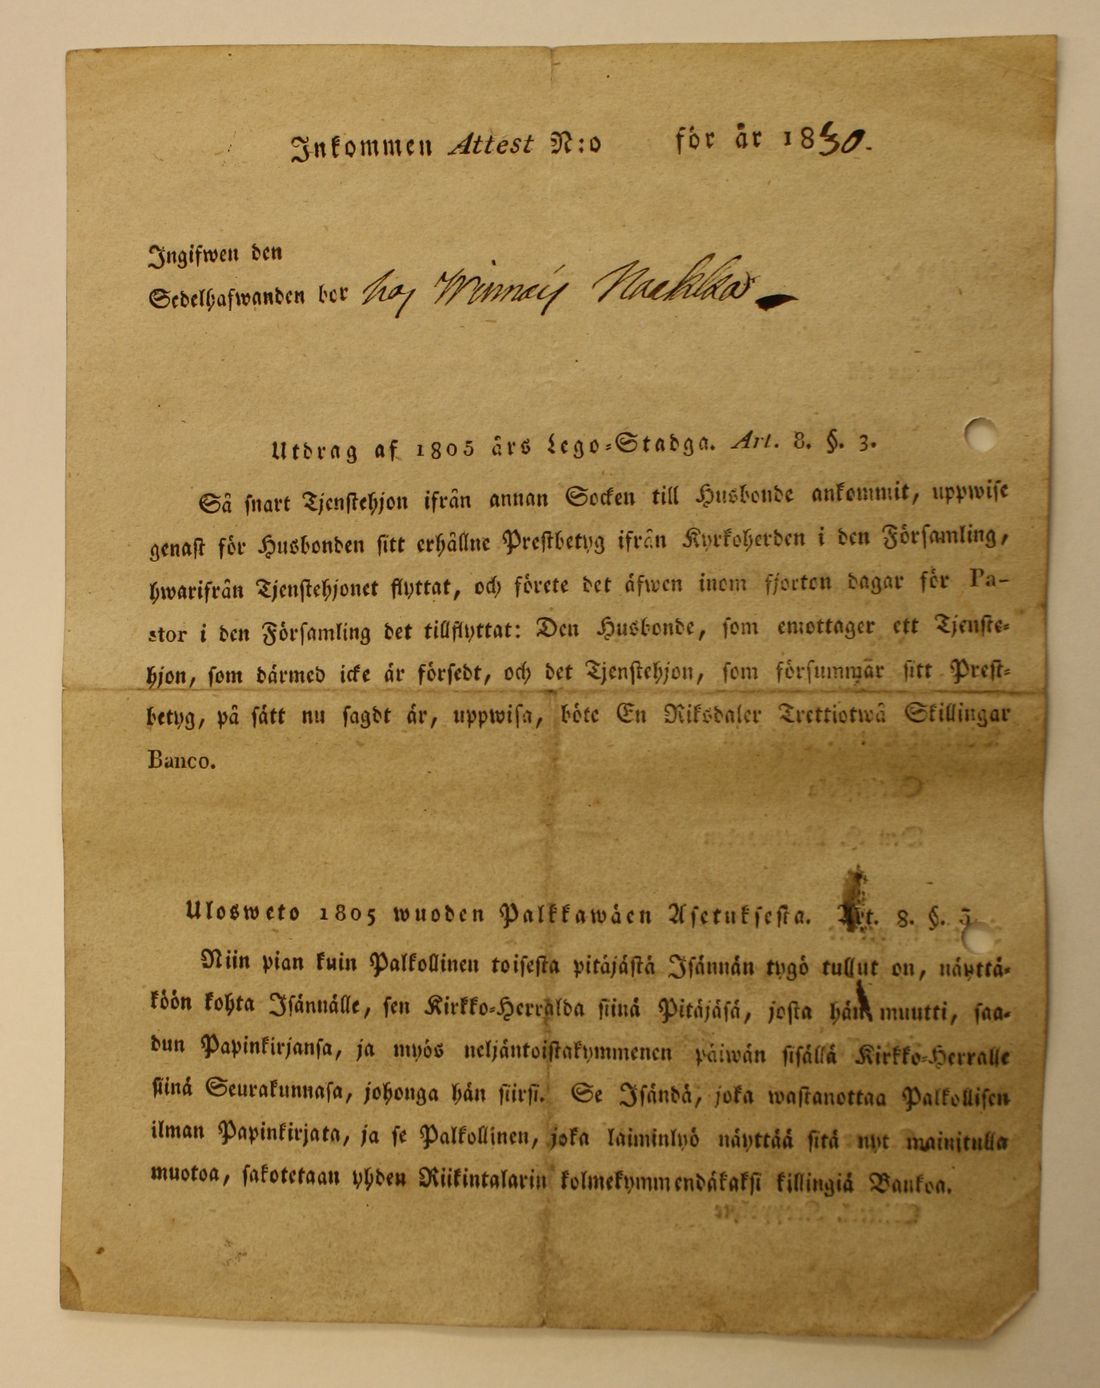 Inkommen Attest N:o för år 1830.
Ingifwen den
Sedelhafwanden bor hos
Utdrag af 1805 års Lego-Stadga. Art. 8. §. 3.
Så snart Tjenstehjon ifrån annan Socken till Husbonde ankommit, uppwise
genast för Husbonden sitt erhållne Prestbetyg ifrån Kyrkoherden i den Församling,
hwarifrån Tjenstehjonet flyttat, och förete det äfwen inom fjorton dagar för Pa-
stor i den Församling det tillflyttat: Den Husbonde, som emottager ett Tjenste-
hjon, som därmed icke är försedt, och det Tjenstehjon, som försummar sitt Prest-
betyg, på sätt nu sagdt är, uppwisa, böte En Riksdaler Trettiotwå Skillingar
Banco.
Ulosweto 1805 wuoden Palkkawäen Asetuksesta. Art. 8. §. 3.
Niin pian kuin Palkollinen toisesta pitäjästä Isännän tygö tullut on, näyttä-
köön kohta Isännälle, sen Kirkko-Herralda siinä Pitäjäsä, josta hän muutti, saa-
dun Papinkirjansa, ja myös neljäntoistakymmenen päiwän sisällä Kirkko-Herralle
siinä Seurakunnasa, johonga hän siirsi. Se Isändä, joka wastanottaa Palkollisen
ilman Papinkirjata, ja se Palkollinen, joka laiminlyö näyttää sitä nyt mainitulla
muotoa, sakotetaan yhden Riikintalarin kolmekymmendäkaksi killingiä Bankoa.